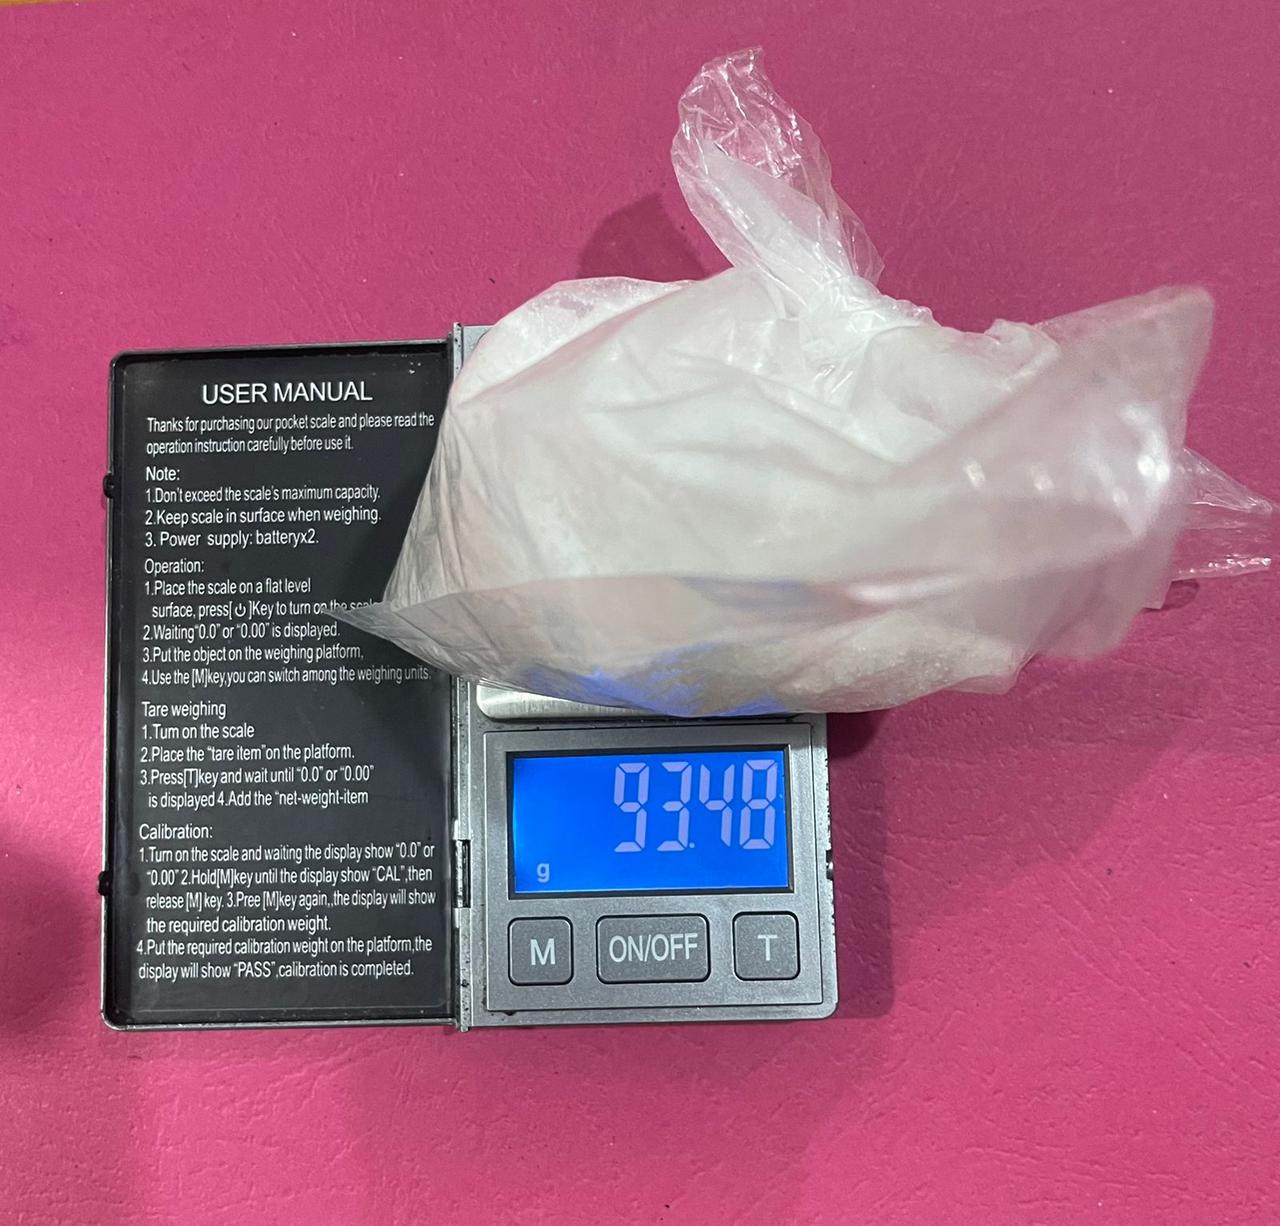 USER MANUAL
Thanks for purchasing our pocket scale and please read the
operation instruction carefully before use it.
Note:
1.Don't exceed the scale's maximum capacity.
2.Keep scale in surface when weighing.
3. Power supply: batteryx2.
Operation:
1.Place the scale on a flat level
surface, press[⏻]Key to turn on the scale
2.Waiting"0.0" or "0.00" is displayed.
3.Put the object on the weighing platform,
4.Use the [M]key,you can switch among the weighing units.
Tare weighing
1.Turn on the scale
2.Place the "tare item"on the platform.
3.Press[T]key and wait until "0.0" or "0.00"
is displayed 4.Add the "net-weight-item
Calibration:
1.Turn on the scale and waiting the display show "0.0" or
"0.00" 2.Hold[M]key until the display show "CAL",then
release [M] key. 3.Pree [M]key again,,the display will show
the required calibration weight.
4.Put the required calibration weight on the platform,the
display will show "PASS",calibration is completed.
93.48
g
M
ON/OFF
T